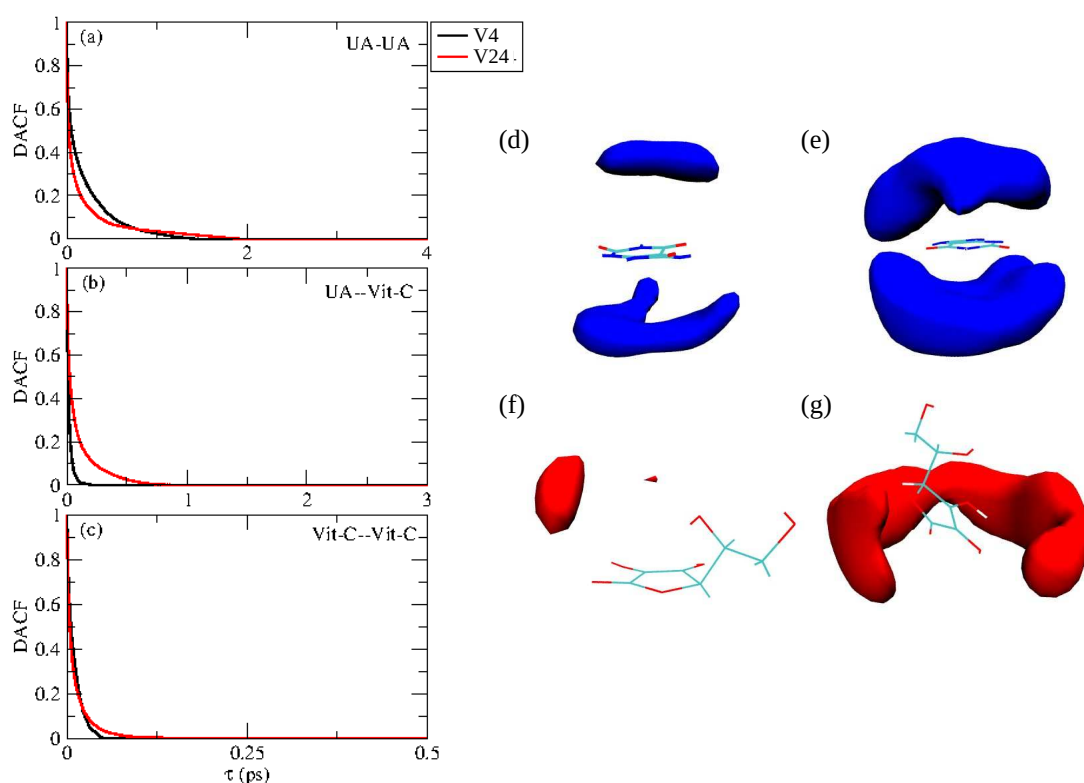 (a)
UA-UA
V4
V24
1
0.8
0.6
0.4
0.2
0
DACF
0
2
4
(b)
UA--Vit-C
1
0.8
0.6
0.4
0.2
0
DACF
0
1
2
3
(c)
Vit-C--Vit-C
1
0.8
0.6
0.4
0.2
0
DACF
0
0.25
0.5
τ (ps)
(d)
(e)
(f)
(g)